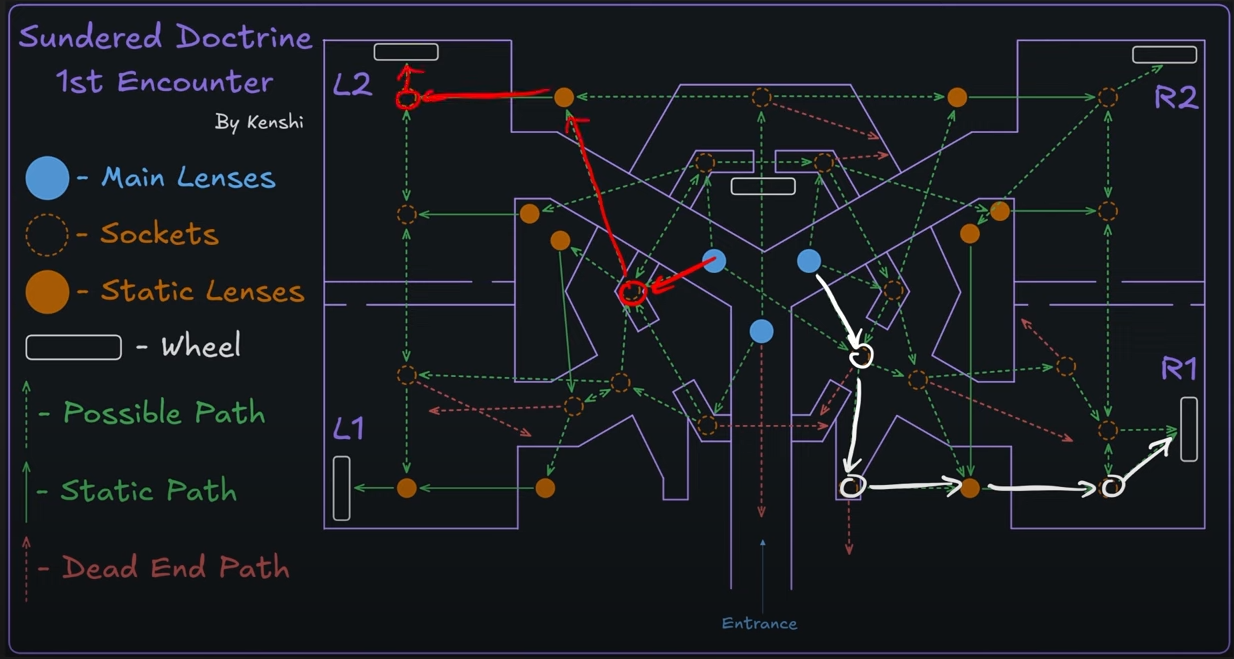 Sundered Doctrine
1st Encounter
By Kenshi
- Main Lenses
- Sockets
- Static Lenses
- Wheel
- Possible Path
- Static Path
- Dead End Path
L2
R2
L1
R1
Entrance